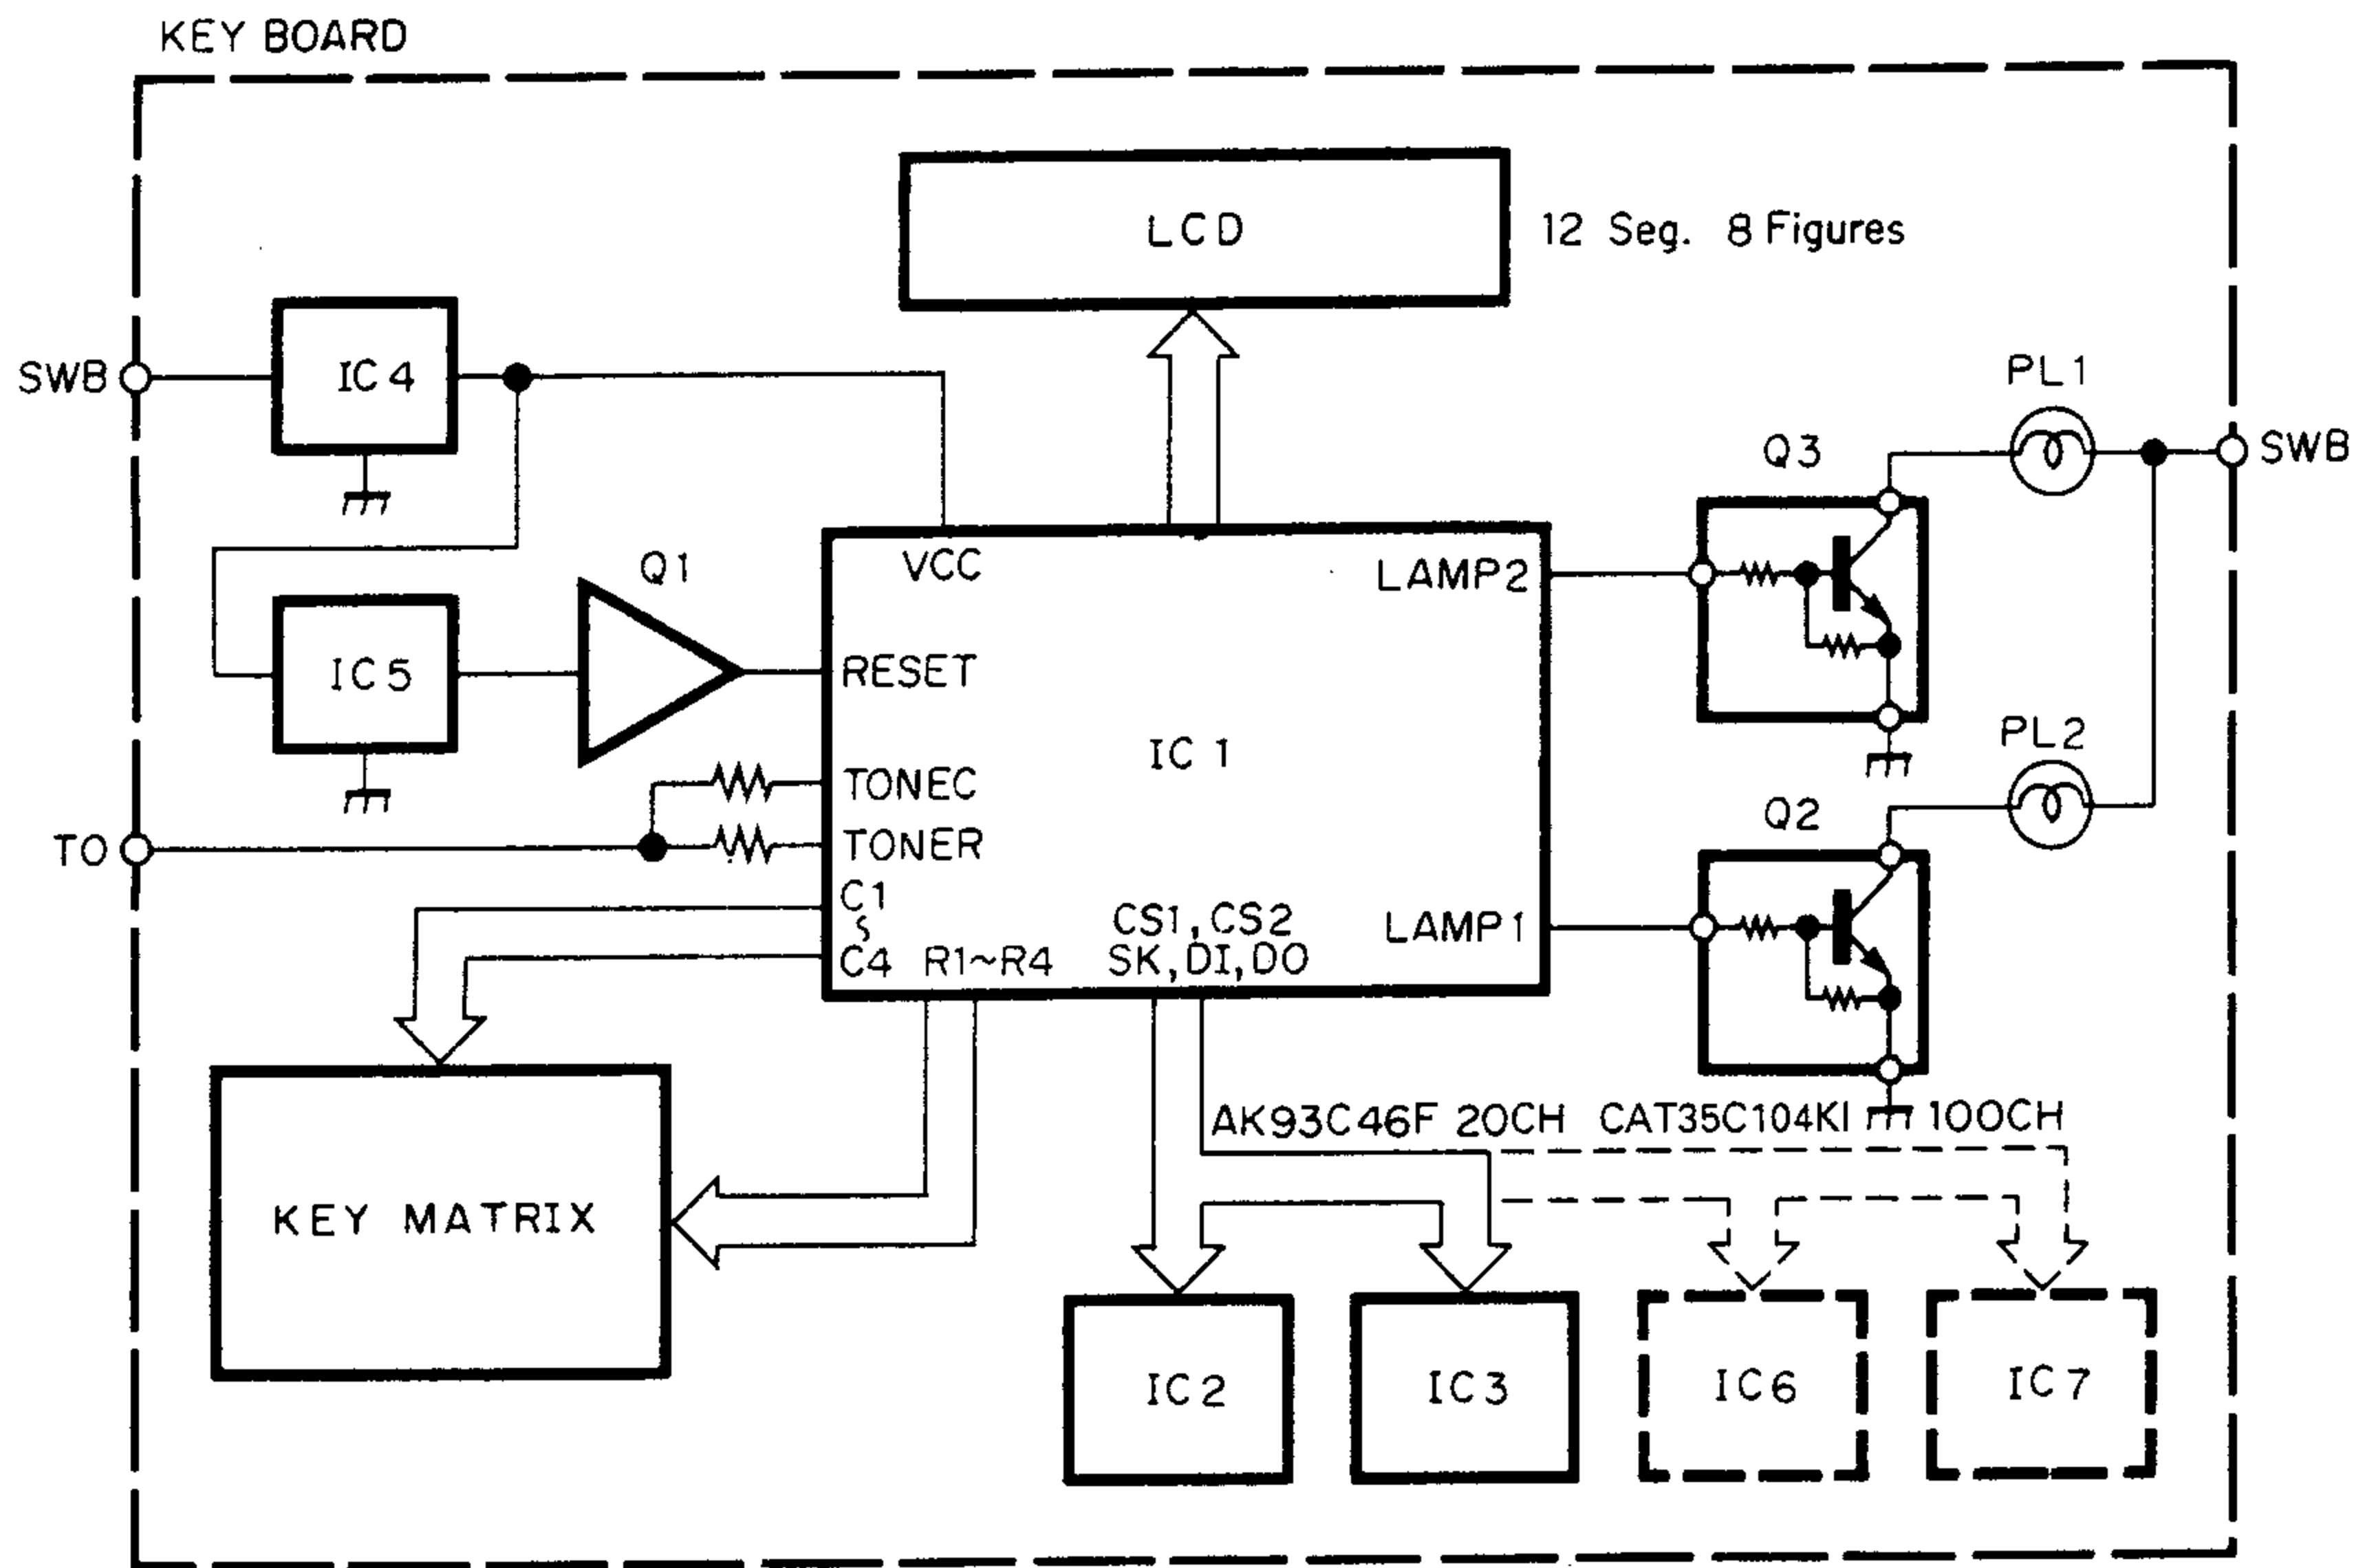 KEY BOARD
LCD
12 Seg. 8 Figures
SWB
IC4
PL1
Q3
SWB
Q1
VCC
LAMP2
IC5
RESET
IC1
PL2
TONEC
Q2
TO
TONER
C1
CS1, CS2
LAMP1
C4
R1~R4
SK, DI, DO
AK93C46F 20CH CAT35C104KI 100CH
KEY MATRIX
IC2
IC3
IC6
IC7